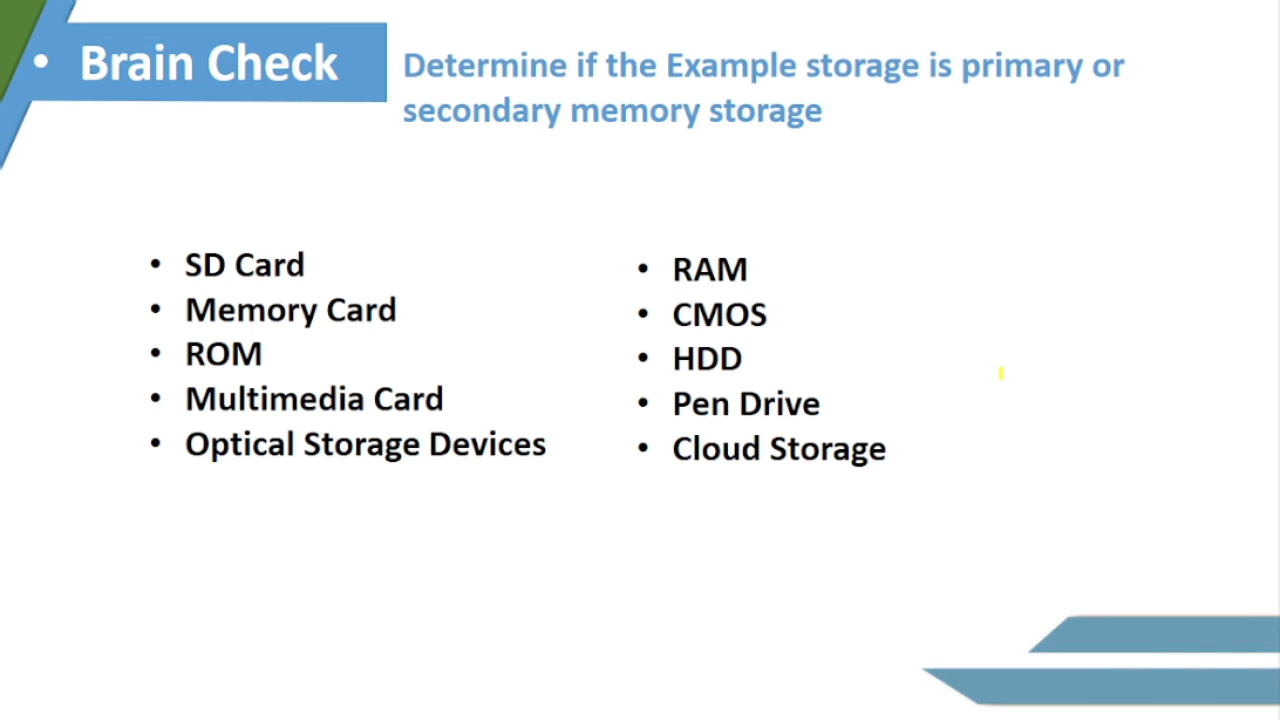 • Brain Check
Determine if the Example storage is primary or
secondary memory storage
• SD Card
• Memory Card
• ROM
• Multimedia Card
• Optical Storage Devices
• RAM
• CMOS
• HDD
• Pen Drive
• Cloud Storage